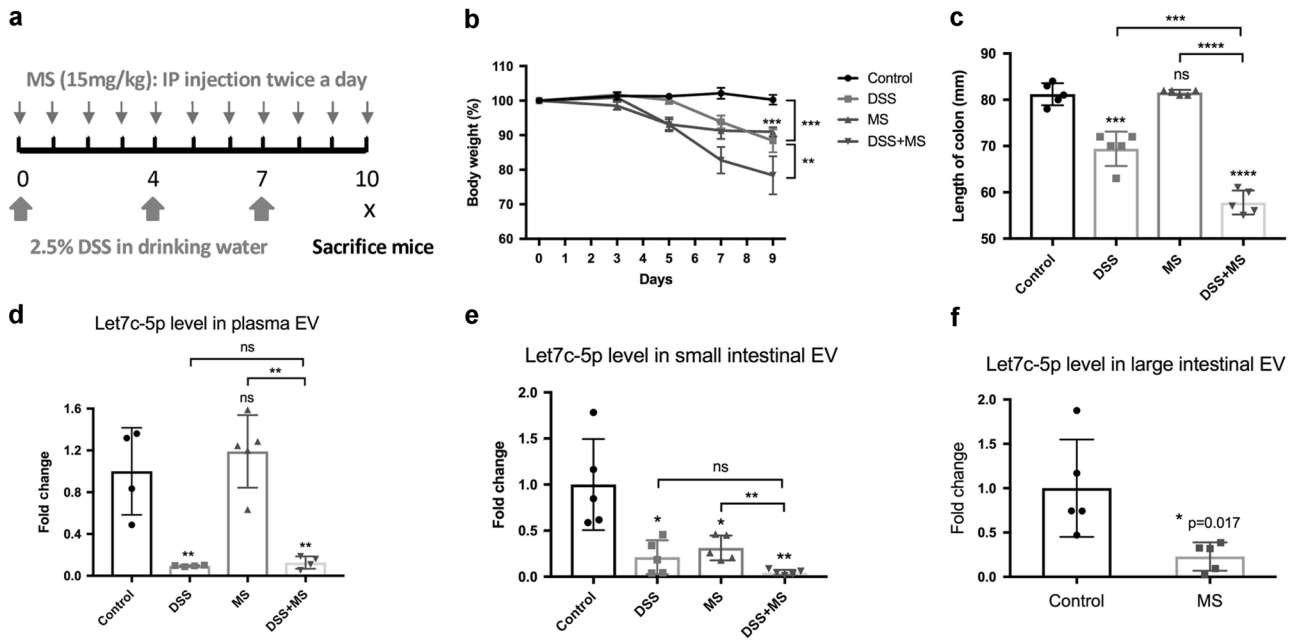 a
MS (15mg/kg): IP injection twice a day
0 4 7 10
x
2.5% DSS in drinking water
Sacrifice mice
b
Body weight (%)
110
100
90
80
70
60
0 1 2 3 4 5 6 7 8 9
Days
Control
DSS
MS
DSS+MS
***
***
**
c
Length of colon (mm)
90
80
70
60
50
***
****
***
ns
****
Control
DSS
MS
DSS+MS
d
Let7c-5p level in plasma EV
Fold change
1.6
1.2
0.8
0.4
0.0
ns
**
**
ns
**
Control
DSS
MS
DSS+MS
e
Let7c-5p level in small intestinal EV
Fold change
2.0
1.5
1.0
0.5
0.0
ns
**
*
*
**
Control
DSS
MS
DSS+MS
f
Let7c-5p level in large intestinal EV
Fold change
2.0
1.5
1.0
0.5
0.0
* p=0.017
Control
MS